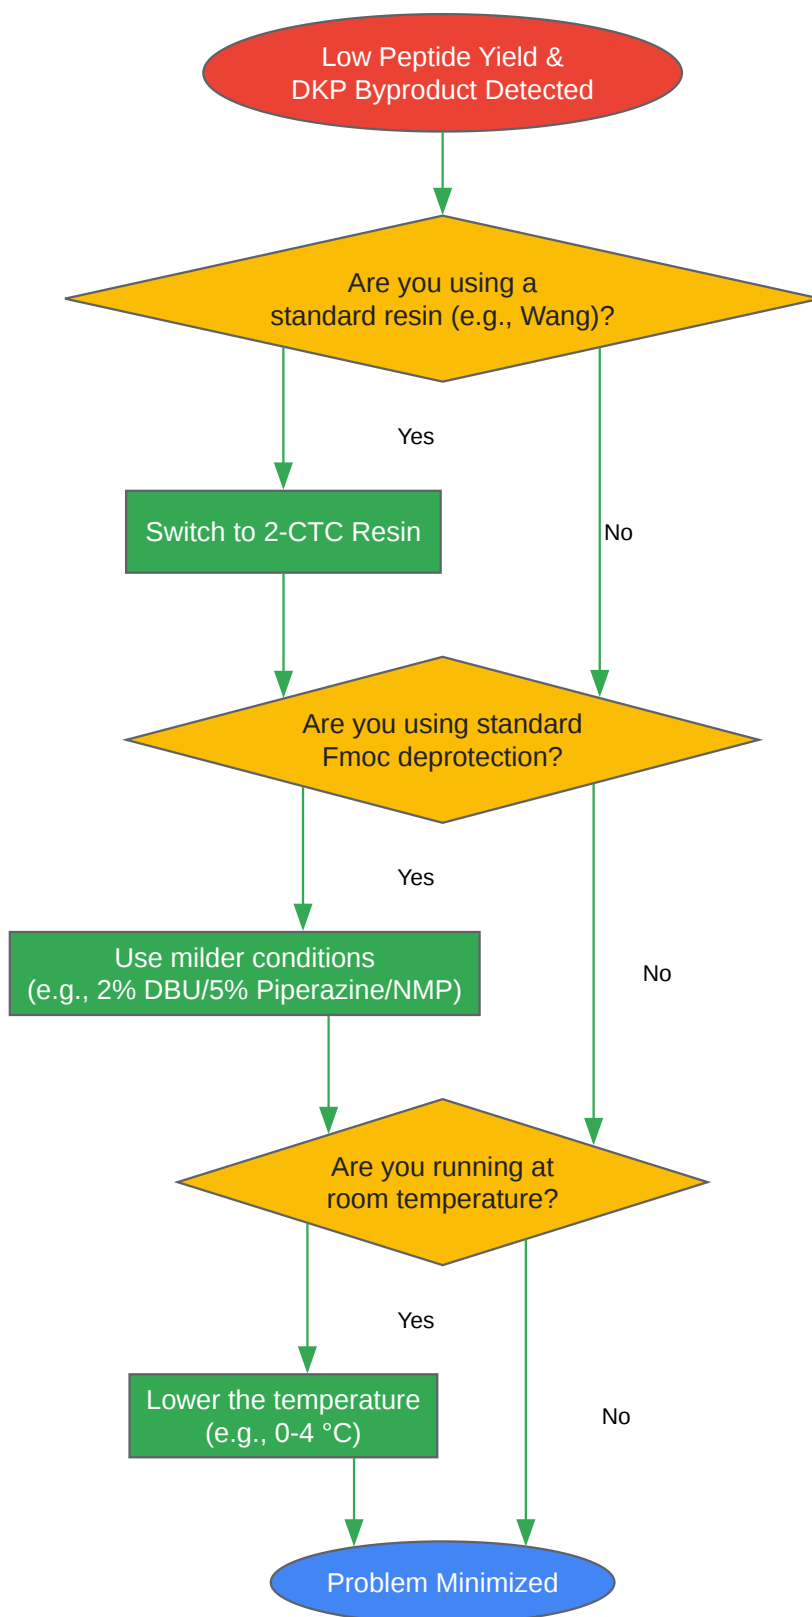 Low Peptide Yield &
DKP Byproduct Detected
Are you using a
standard resin (e.g., Wang)?
Yes
Switch to 2-CTC Resin
No
Are you using standard
Fmoc deprotection?
Yes
Use milder conditions
(e.g., 2% DBU/5% Piperazine/NMP)
No
Are you running at
room temperature?
Yes
Lower the temperature
(e.g., 0-4 °C)
No
Problem Minimized